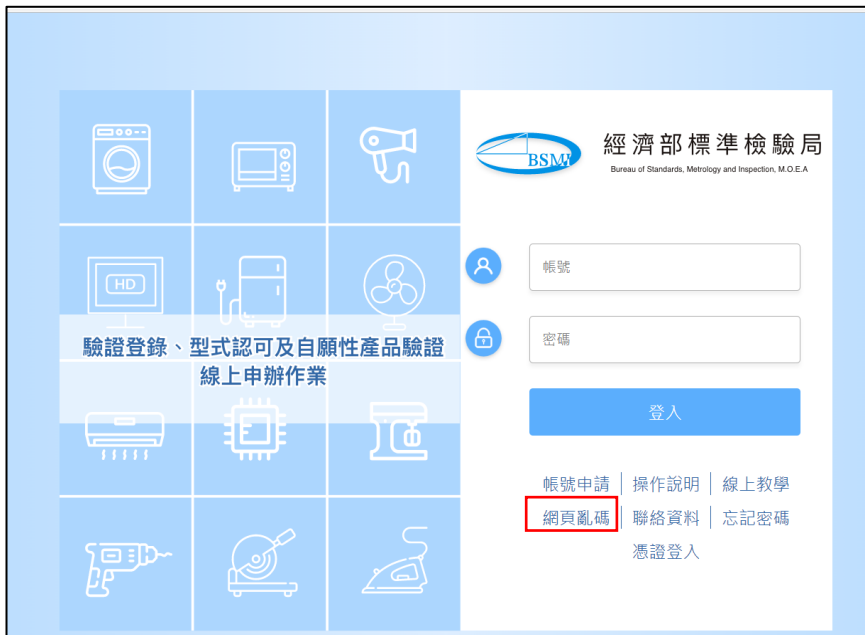 BSMI
經濟部標準檢驗局
Bureau of Standards, Metrology and Inspection, M.O.E.A
HD
驗證登錄、型式認可及自願性產品驗證
線上申辦作業
帳號
密碼
登入
帳號申請 | 操作說明 | 線上教學
網頁亂碼 | 聯絡資料 | 忘記密碼
憑證登入